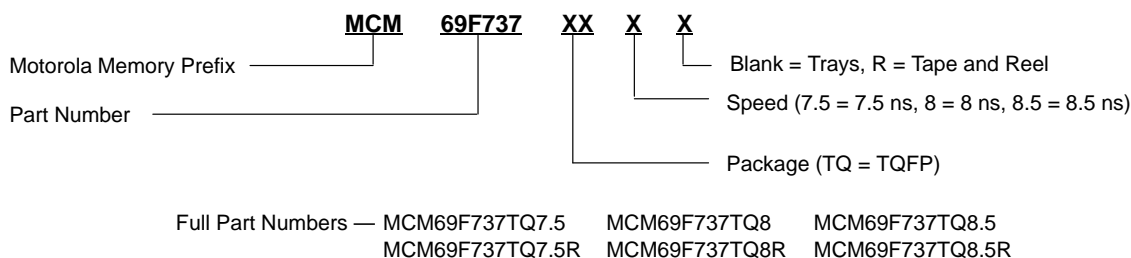 MCM 69F737 XX X X
Motorola Memory Prefix
Blank = Trays, R = Tape and Reel
Part Number
Speed (7.5 = 7.5 ns, 8 = 8 ns, 8.5 = 8.5 ns)
Package (TQ = TQFP)
Full Part Numbers — MCM69F737TQ7.5 MCM69F737TQ8 MCM69F737TQ8.5
MCM69F737TQ7.5R MCM69F737TQ8R MCM69F737TQ8.5R